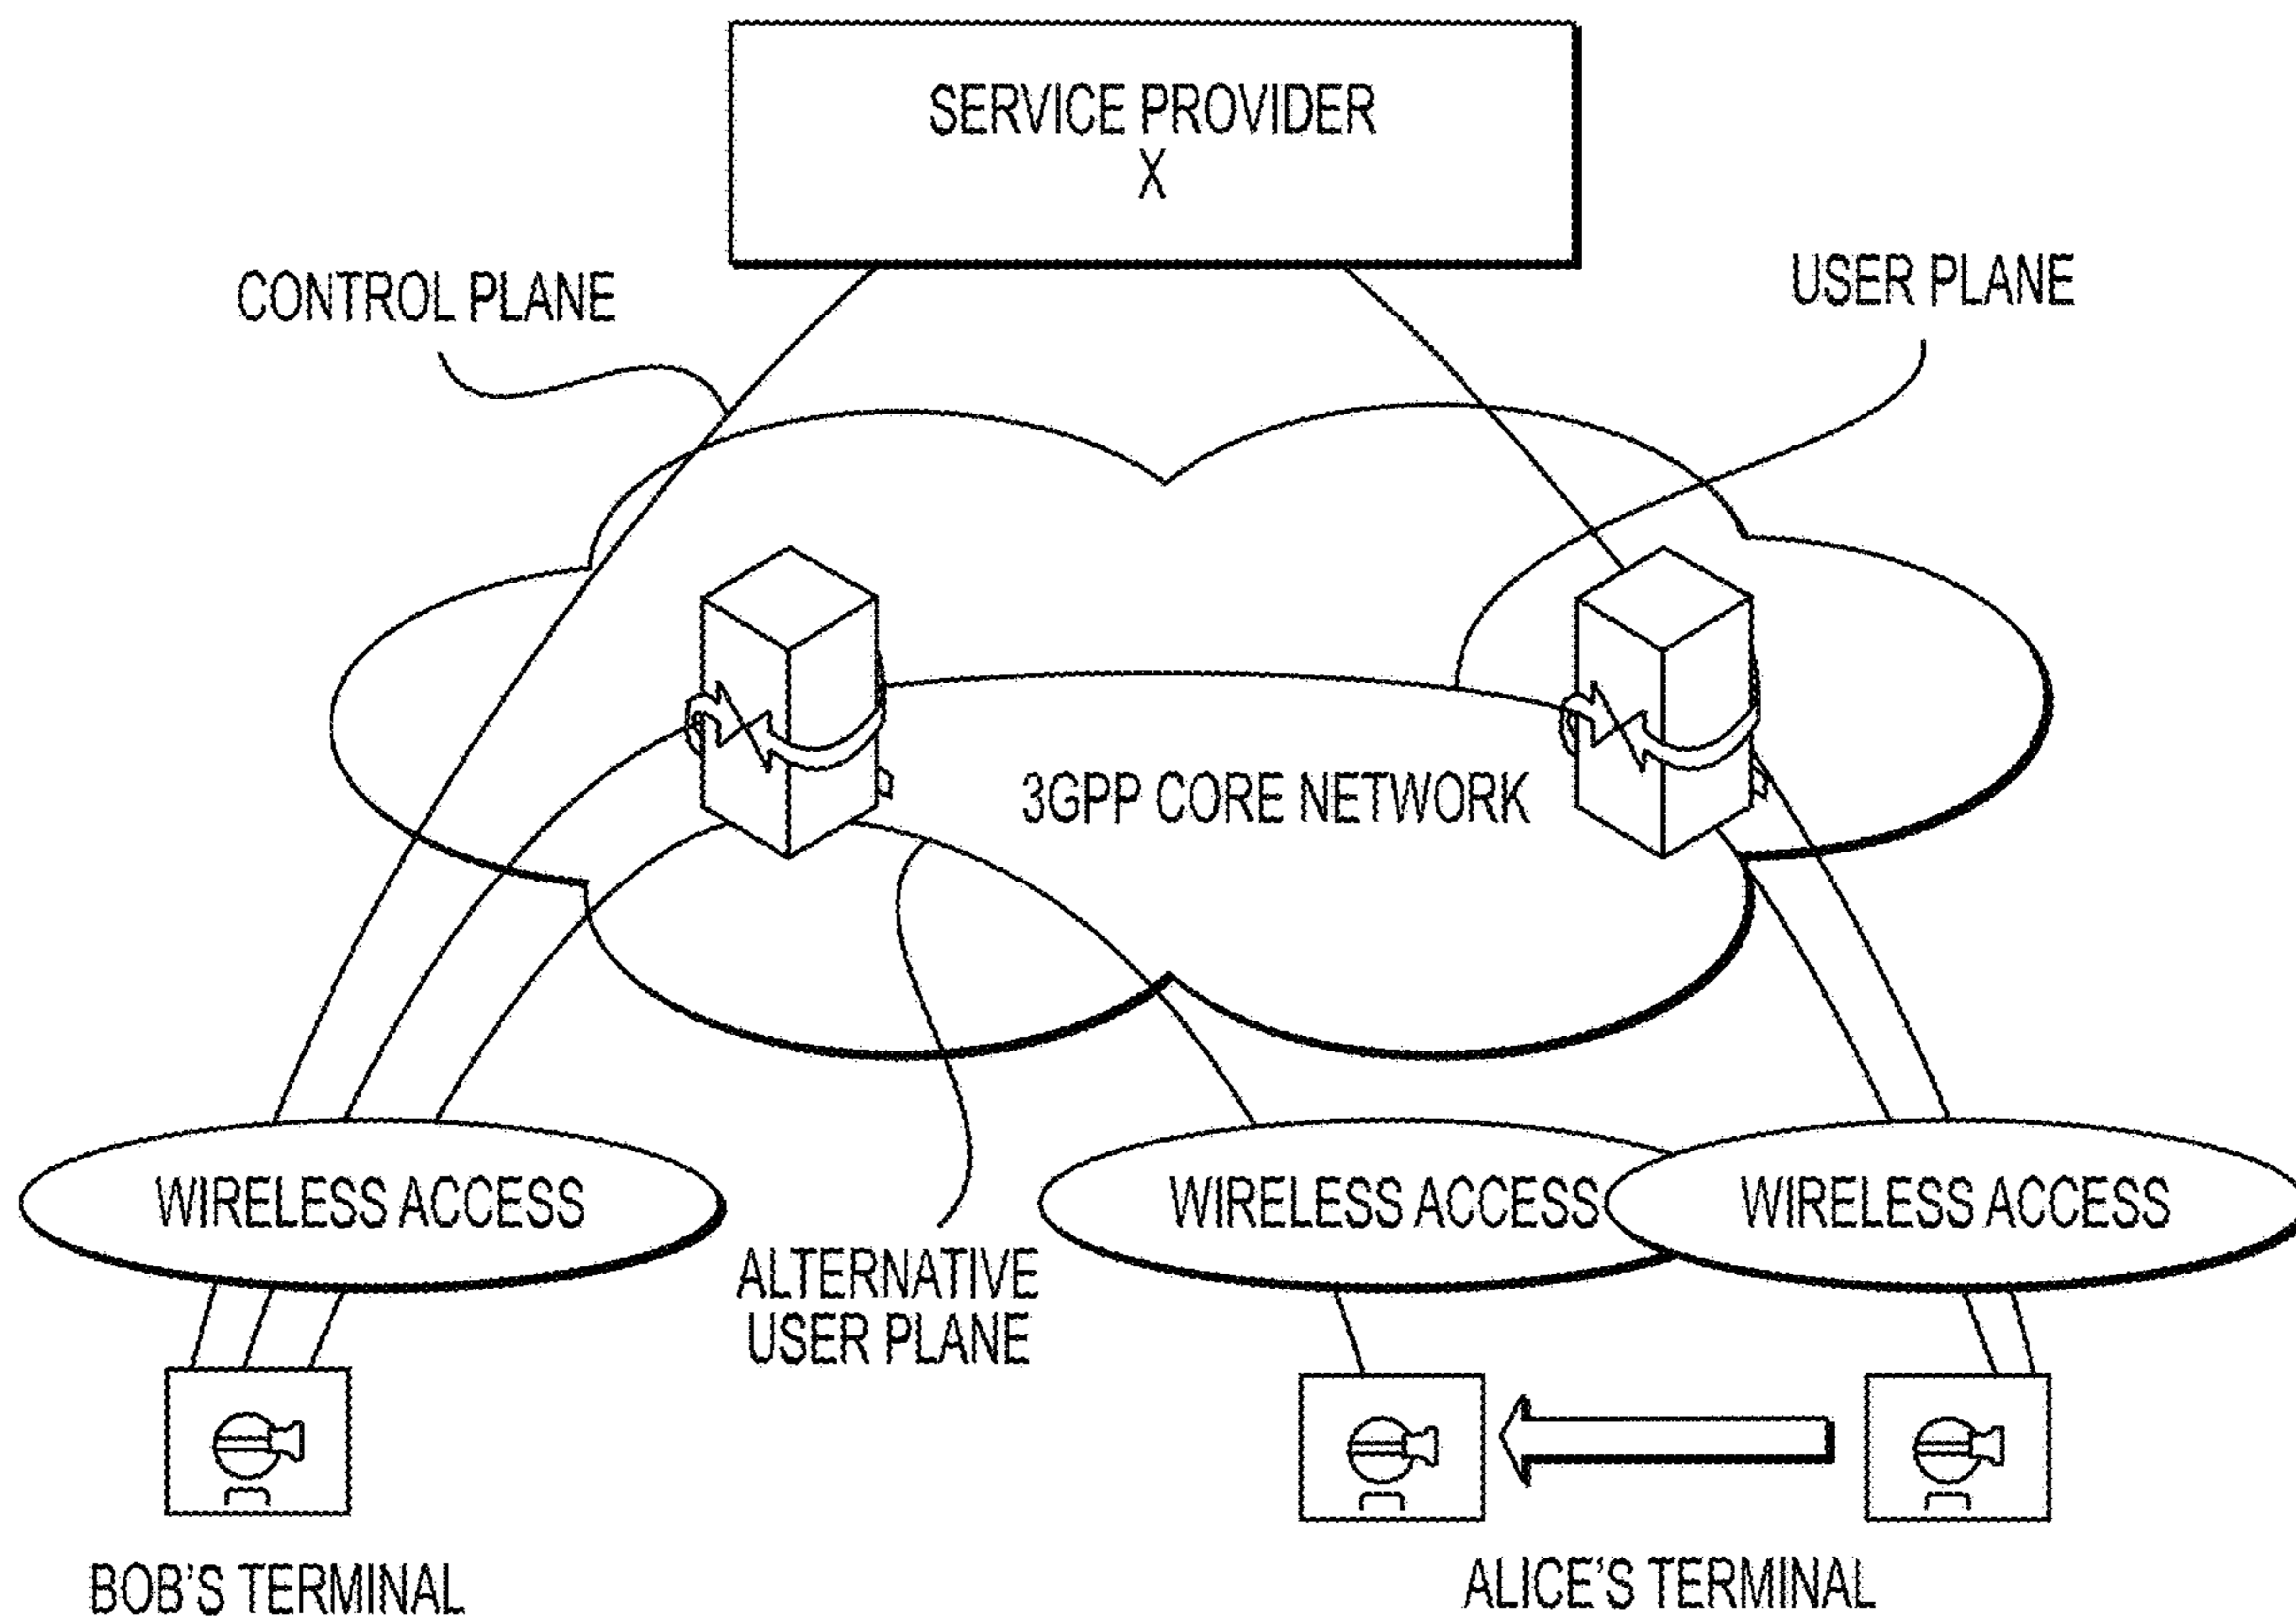 SERVICE PROVIDER
X
CONTROL PLANE
USER PLANE
3GPP CORE NETWORK
WIRELESS ACCESS
WIRELESS ACCESS
WIRELESS ACCESS
ALTERNATIVE
USER PLANE
BOB'S TERMINAL
ALICE'S TERMINAL